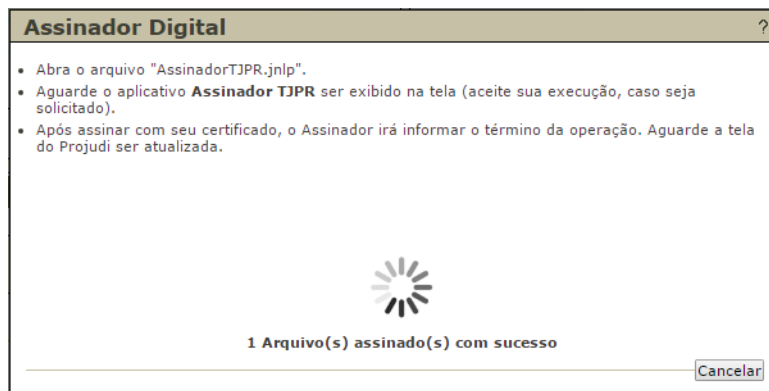 Assinador Digital ?
• Abra o arquivo "AssinadorTJPR.jnlp".
• Aguarde o aplicativo Assinador TJPR ser exibido na tela (aceite sua execução, caso seja
solicitado).
• Após assinar com seu certificado, o Assinador irá informar o término da operação. Aguarde a tela
do Projudi ser atualizada.
1 Arquivo(s) assinado(s) com sucesso
Cancelar